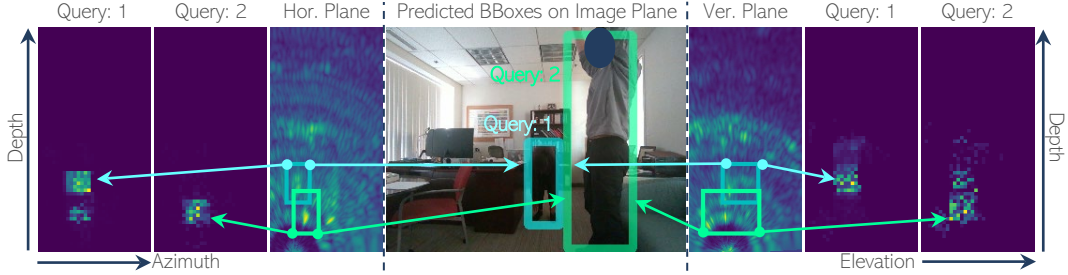 Query: 1 Query: 2 Hor. Plane Predicted BBoxes on Image Plane Ver. Plane Query: 1 Query: 2
Query: 2
Query: 1
Depth
Depth
Azimuth
Elevation